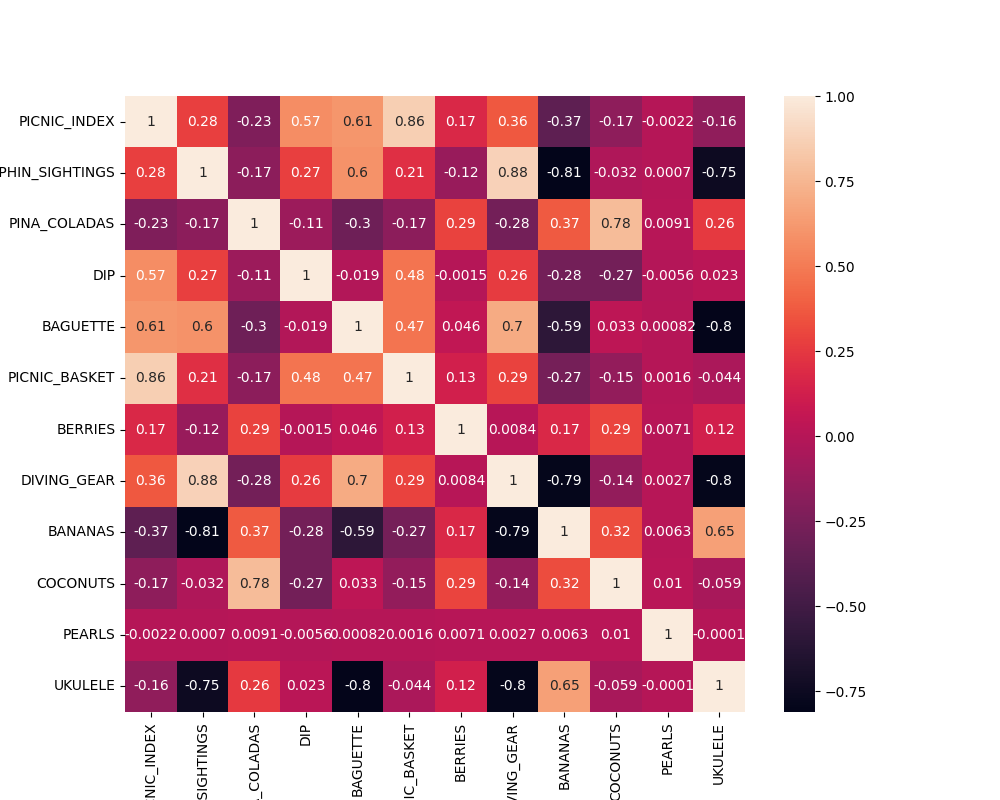 PICNIC_INDEX 1 0.28 -0.23 0.57 0.61 0.86 0.17 0.36 -0.37 -0.17 -0.0022 -0.16
PHIN_SIGHTINGS 0.28 1 -0.17 0.27 0.6 0.21 -0.12 0.88 -0.81 -0.032 0.0007 -0.75
PINA_COLADAS -0.23 -0.17 1 -0.11 -0.3 -0.17 0.29 -0.28 0.37 0.78 0.0091 0.26
DIP 0.57 0.27 -0.11 1 -0.019 0.48 -0.0015 0.26 -0.28 -0.27 -0.0056 0.023
BAGUETTE 0.61 0.6 -0.3 -0.019 1 0.47 0.046 0.7 -0.59 0.033 0.00082 -0.8
PICNIC_BASKET 0.86 0.21 -0.17 0.48 0.47 1 0.13 0.29 -0.27 -0.15 0.0016 -0.044
BERRIES 0.17 -0.12 0.29 -0.0015 0.046 0.13 1 0.0084 0.17 0.29 0.0071 0.12
DIVING_GEAR 0.36 0.88 -0.28 0.26 0.7 0.29 0.0084 1 -0.79 -0.14 0.0027 -0.8
BANANAS -0.37 -0.81 0.37 -0.28 -0.59 -0.27 0.17 -0.79 1 0.32 0.0063 0.65
COCONUTS -0.17 -0.032 0.78 -0.27 0.033 -0.15 0.29 -0.14 0.32 1 0.01 -0.059
PEARLS -0.0022 0.0007 0.0091 -0.0056 0.00082 0.0016 0.0071 0.0027 0.0063 0.01 1 -0.0001
UKULELE -0.16 -0.75 0.26 0.023 -0.8 -0.044 0.12 -0.8 0.65 -0.059 -0.0001 1
NIC_INDEX
SIGHTINGS
_COLADAS
DIP
BAGUETTE
IC_BASKET
BERRIES
VING_GEAR
BANANAS
COCONUTS
PEARLS
UKULELE
1.00
0.75
0.50
0.25
0.00
−0.25
−0.50
−0.75